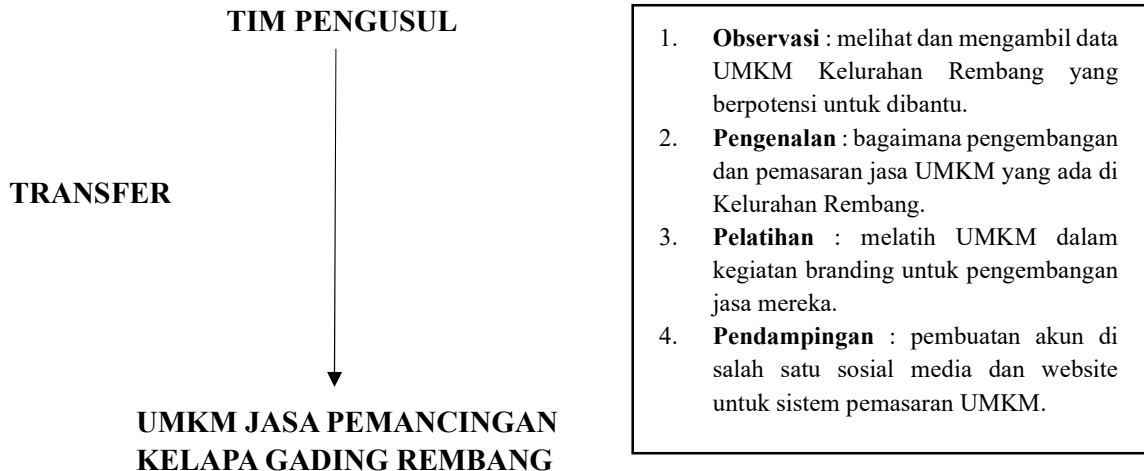 TIM PENGUSUL
TRANSFER
UMKM JASA PEMANCINGAN
KELAPA GADING REMBANG
1. Observasi : melihat dan mengambil data
UMKM Kelurahan Rembang yang
berpotensi untuk dibantu.
2. Pengenalan : bagaimana pengembangan
dan pemasaran jasa UMKM yang ada di
Kelurahan Rembang.
3. Pelatihan : melatih UMKM dalam
kegiatan branding untuk pengembangan
jasa mereka.
4. Pendampingan : pembuatan akun di
salah satu sosial media dan website
untuk sistem pemasaran UMKM.